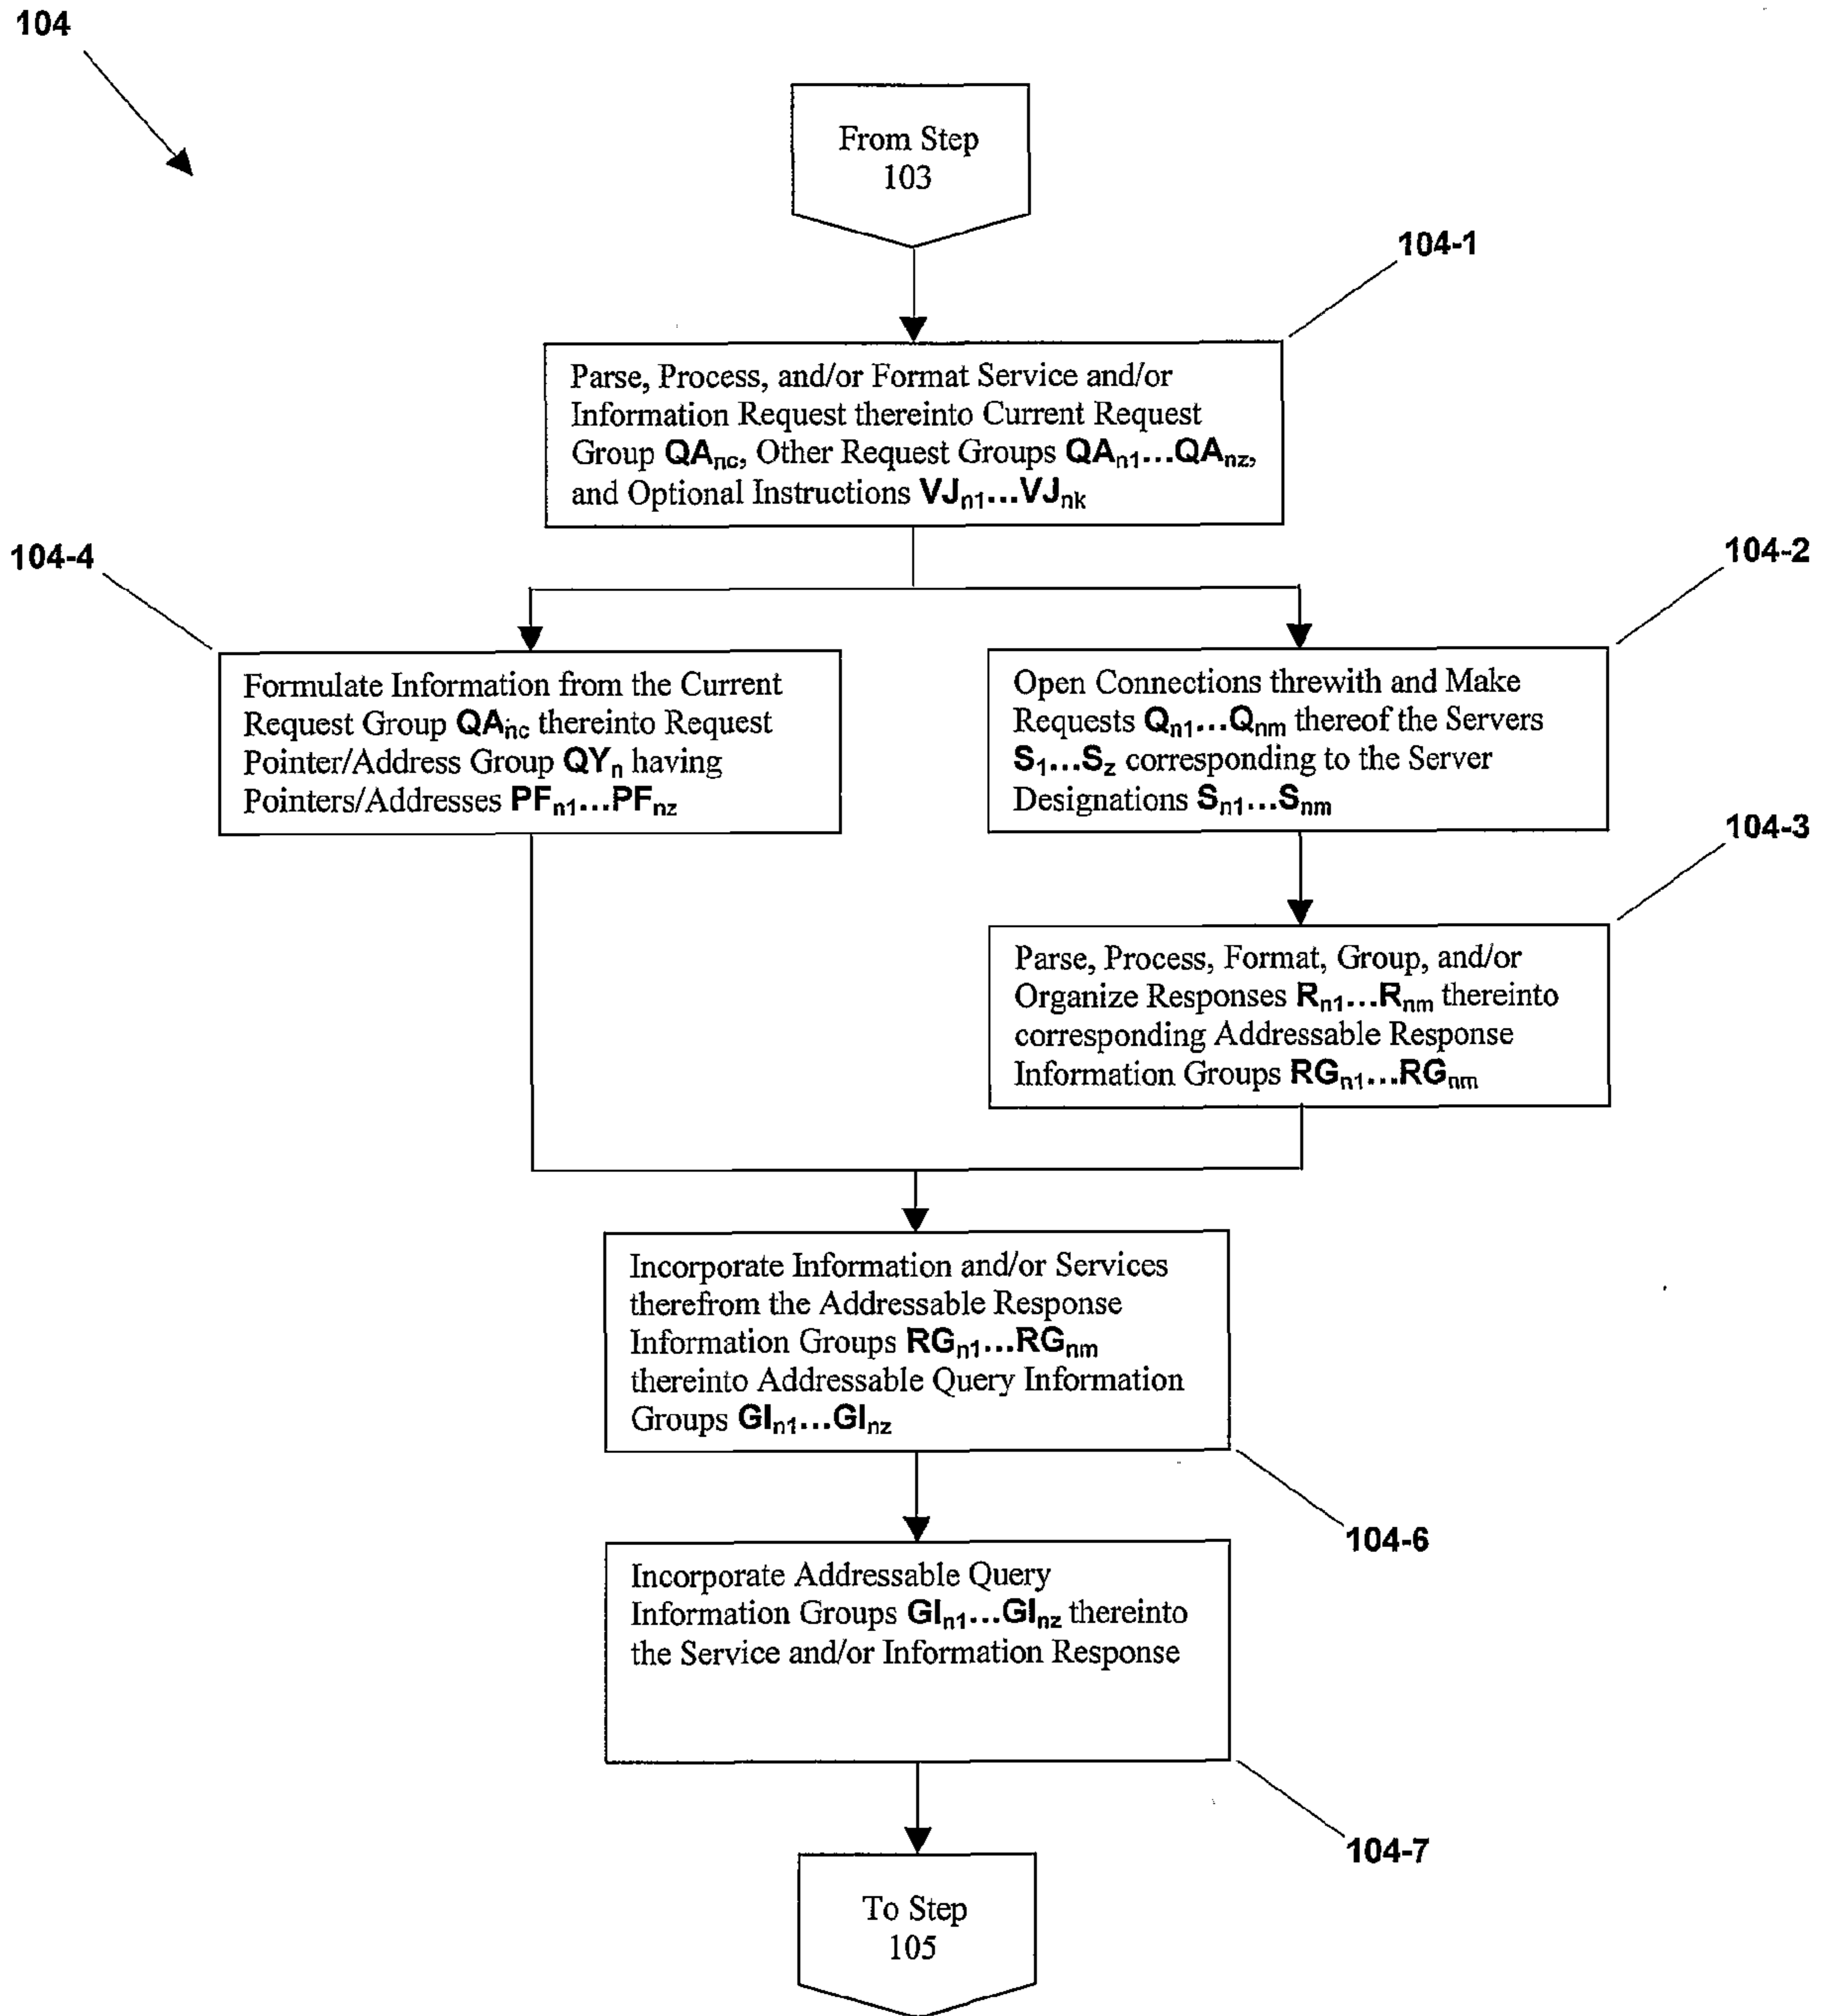 104
From Step
103
104-1
Parse, Process, and/or Format Service and/or
Information Request thereinto Current Request
Group QAnc, Other Request Groups QAn1...QAnz,
and Optional Instructions VJn1...VJnk
104-4
104-2
Formulate Information from the Current
Request Group QAnc thereinto Request
Pointer/Address Group QYn having
Pointers/Addresses PFn1...PFnz
Open Connections threwith and Make
Requests Qn1...Qnm thereof the Servers
S1...Sz corresponding to the Server
Designations Sn1...Snm
104-3
Parse, Process, Format, Group, and/or
Organize Responses Rn1...Rnm thereinto
corresponding Addressable Response
Information Groups RGn1...RGnm
Incorporate Information and/or Services
therefrom the Addressable Response
Information Groups RGn1...RGnm
thereinto Addressable Query Information
Groups GIn1...GInz
104-6
Incorporate Addressable Query
Information Groups GIn1...GInz thereinto
the Service and/or Information Response
104-7
To Step
105